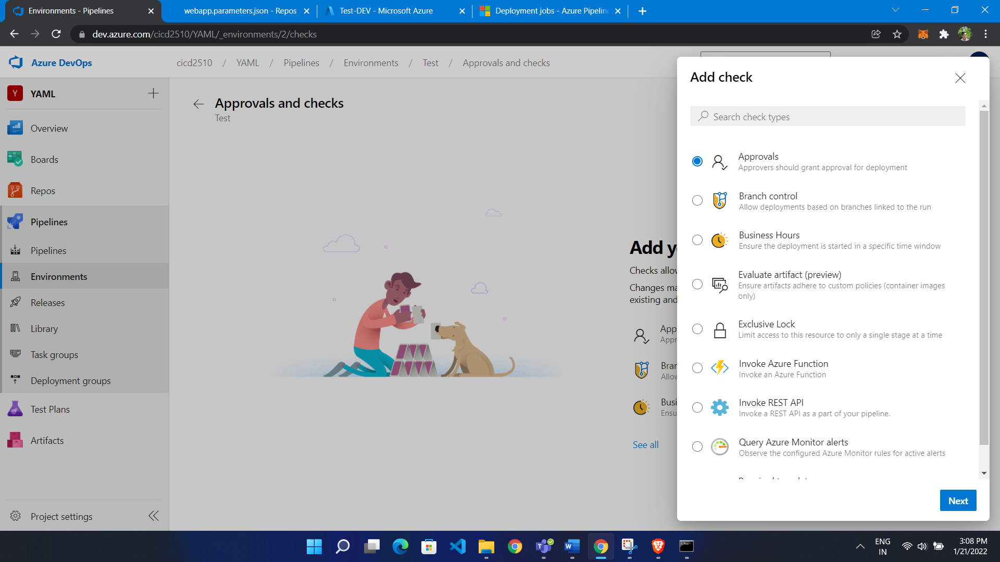 Environments - Pipelines
webapp.parameters.json - Repos
Test-DEV - Microsoft Azure
Deployment jobs - Azure Pipeline
dev.azure.com/cicd2510/YAML/_environments/2/checks
Azure DevOps
cicd2510 / YAML / Pipelines / Environments / Test / Approvals and checks
Y YAML
Overview
Boards
Repos
Pipelines
Pipelines
Environments
Releases
Library
Task groups
Deployment groups
Test Plans
Artifacts
Project settings
Approvals and checks
Test
Add y
Checks allov
Changes ma
existing and
App
Appr
Bran
Allov
Busi
Ensu
See all
Add check
Search check types
Approvals
Approvers should grant approval for deployment
Branch control
Allow deployments based on branches linked to the run
Business Hours
Ensure the deployment is started in a specific time window
Evaluate artifact (preview)
Ensure artifacts adhere to custom policies (container images
only)
Exclusive Lock
Limit access to this resource to only a single stage at a time
Invoke Azure Function
Invoke an Azure Function
Invoke REST API
Invoke a REST API as a part of your pipeline.
Query Azure Monitor alerts
Observe the configured Azure Monitor rules for active alerts
Next
ENG
IN
3:08 PM
1/21/2022